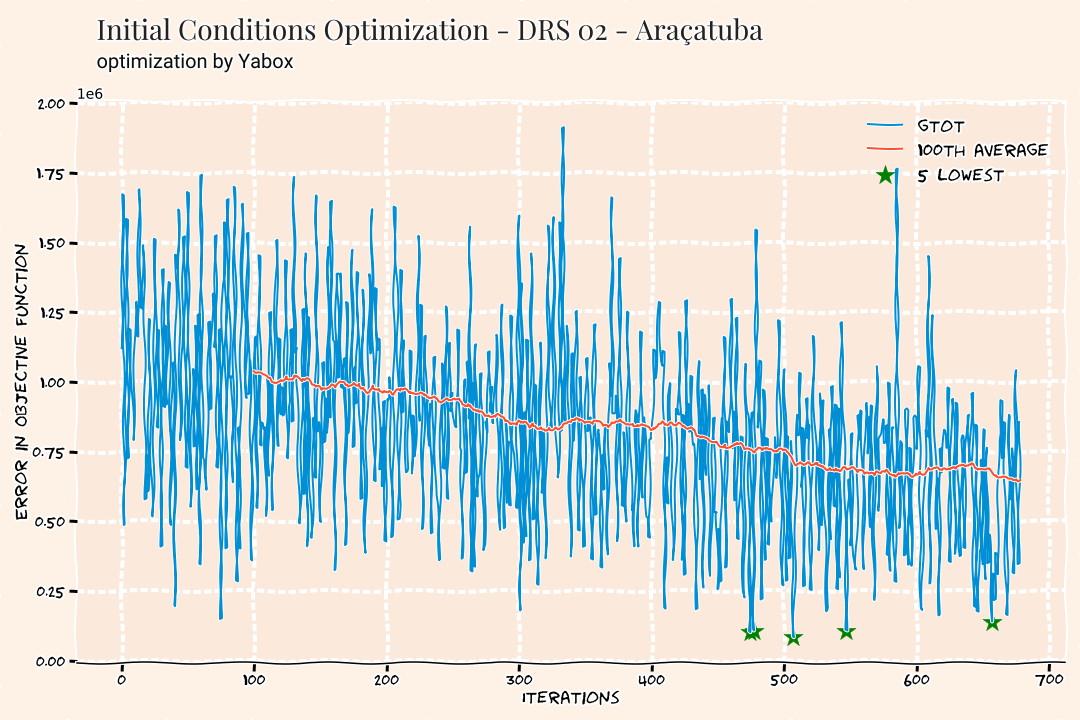 Initial Conditions Optimization - DRS 02 - Araçatuba
optimization by Yabox
1e6
2.00
1.75
1.50
1.25
1.00
0.75
0.50
0.25
0.00
ERROR IN OBJECTIVE FUNCTION
GTOT
100TH AVERAGE
5 LOWEST
0 100 200 300 400 500 600 700
ITERATIONS